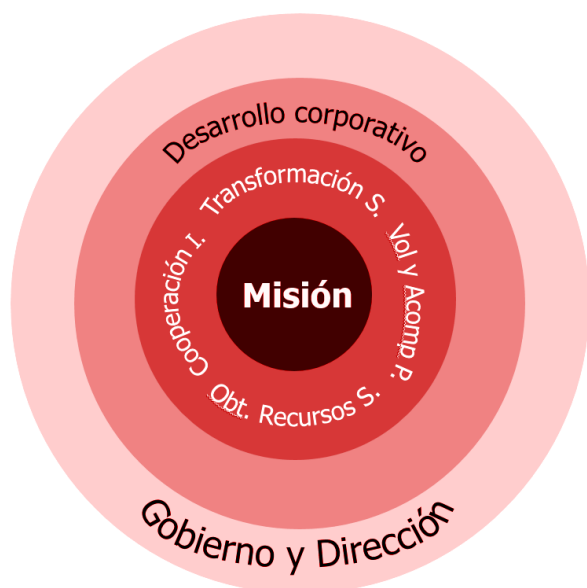 Desarrollo corporativo
Transformación S.
Cooperación I.
Vol y Acomp P.
Misión
Obt. Recursos S.
Gobierno y Dirección